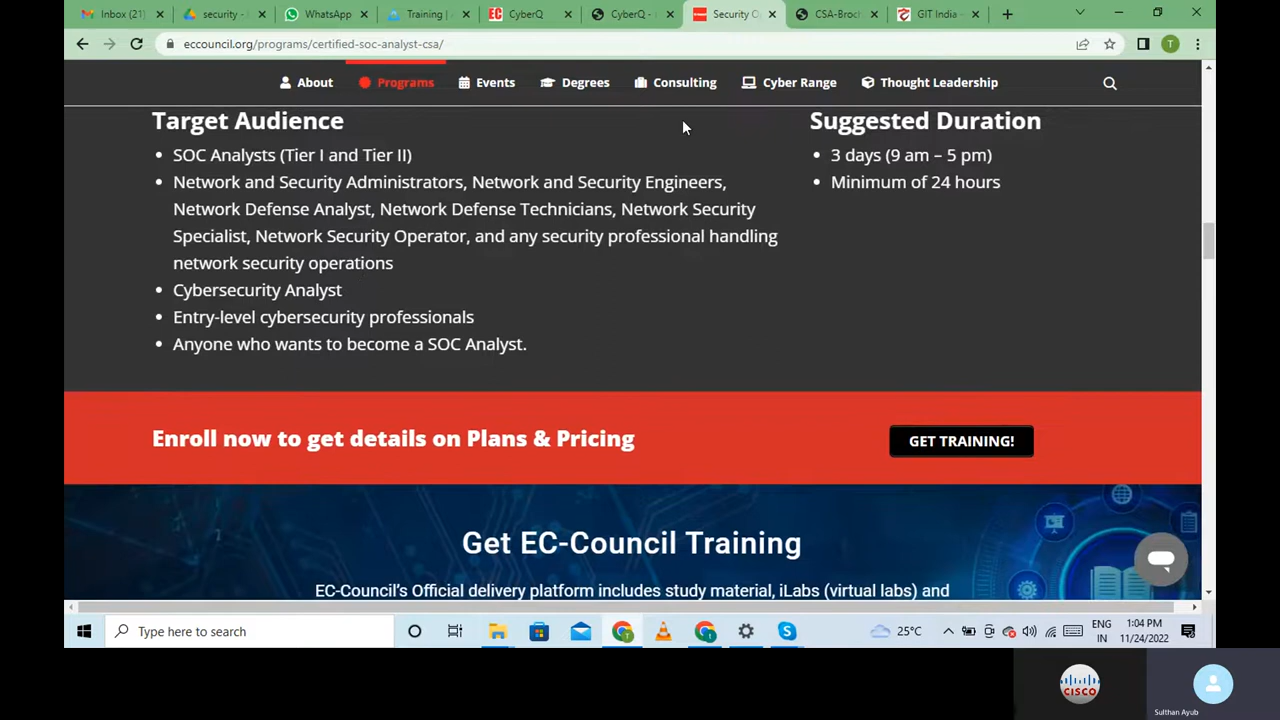 Inbox (21)
security -
WhatsApp
Training |
EC CyberQ
CyberQ -
Security O
CSA-Broch
GIT India -
eccouncil.org/programs/certified-soc-analyst-csa/
T
About
Programs
Events
Degrees
Consulting
Cyber Range
Thought Leadership
Target Audience
SOC Analysts (Tier I and Tier II)
Network and Security Administrators, Network and Security Engineers,
Network Defense Analyst, Network Defense Technicians, Network Security
Specialist, Network Security Operator, and any security professional handling
network security operations
Cybersecurity Analyst
Entry-level cybersecurity professionals
Anyone who wants to become a SOC Analyst.
Suggested Duration
3 days (9 am – 5 pm)
Minimum of 24 hours
Enroll now to get details on Plans & Pricing
GET TRAINING!
Get EC-Council Training
EC-Council's Official delivery platform includes study material, iLabs (virtual labs) and
Type here to search
25°C
ENG
IN
1:04 PM
11/24/2022
CISCO
Sulthan Ayub